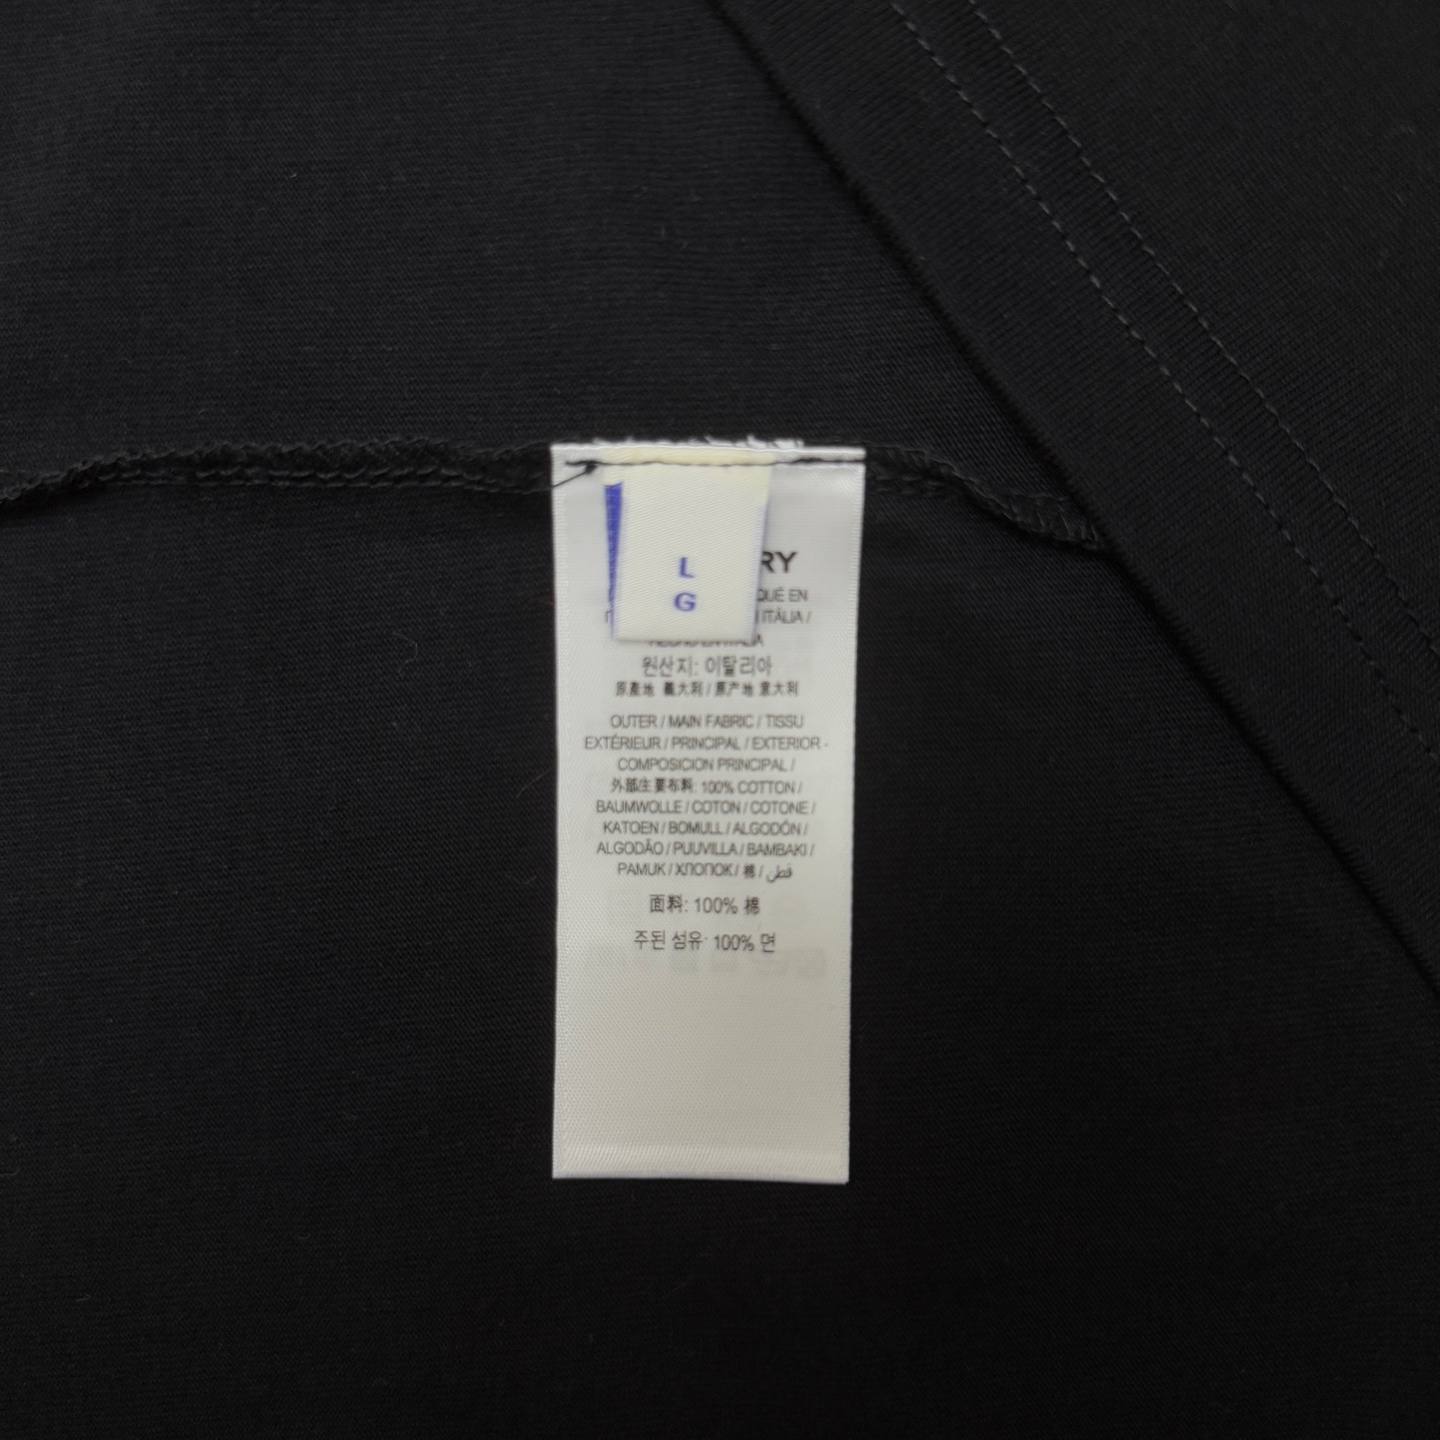 L
G
RY
QUÉ EN
ITÁLIA /
원산지: 이탈리아
原產地 義大利 / 原产地 意大利
OUTER / MAIN FABRIC / TISSU
EXTÉRIEUR / PRINCIPAL / EXTERIOR -
COMPOSICION PRINCIPAL /
外部主要布料: 100% COTTON /
BAUMWOLLE / COTON / COTONE /
KATOEN / BOMULL / ALGODÓN /
ALGODÃO / PUUVILLA / BAMBAKI /
PAMUK / ХЛОПОК / 棉 / قطن
面料: 100% 棉
주된 섬유: 100% 면